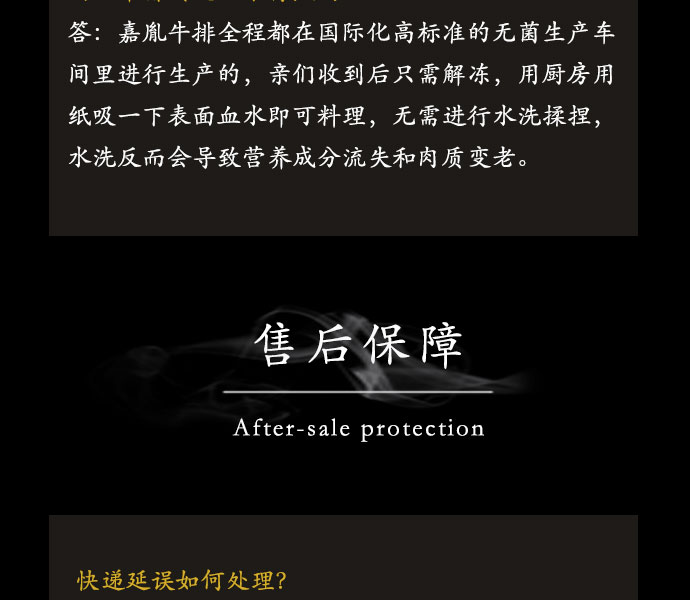 答：嘉胤牛排全程都在国际化高标准的无菌生产车
间里进行生产的，亲们收到后只需解冻，用厨房用
纸吸一下表面血水即可料理，无需进行水洗揉捏，
水洗反而会导致营养成分流失和肉质变老。
售后保障
After-sale protection
快递延误如何处理？